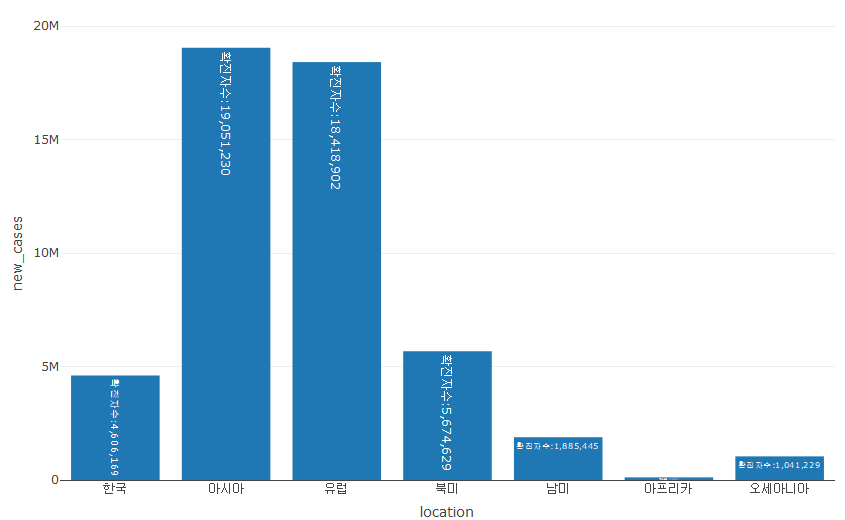 20M
15M
10M
5M
0
new_cases
확진자수:4,606,169
확진자수:19,051,230
확진자수:18,418,902
확진자수:5,674,629
확진자수:1,885,445
확진자수:1,041,229
한국
아시아
유럽
북미
남미
아프리카
오세아니아
location